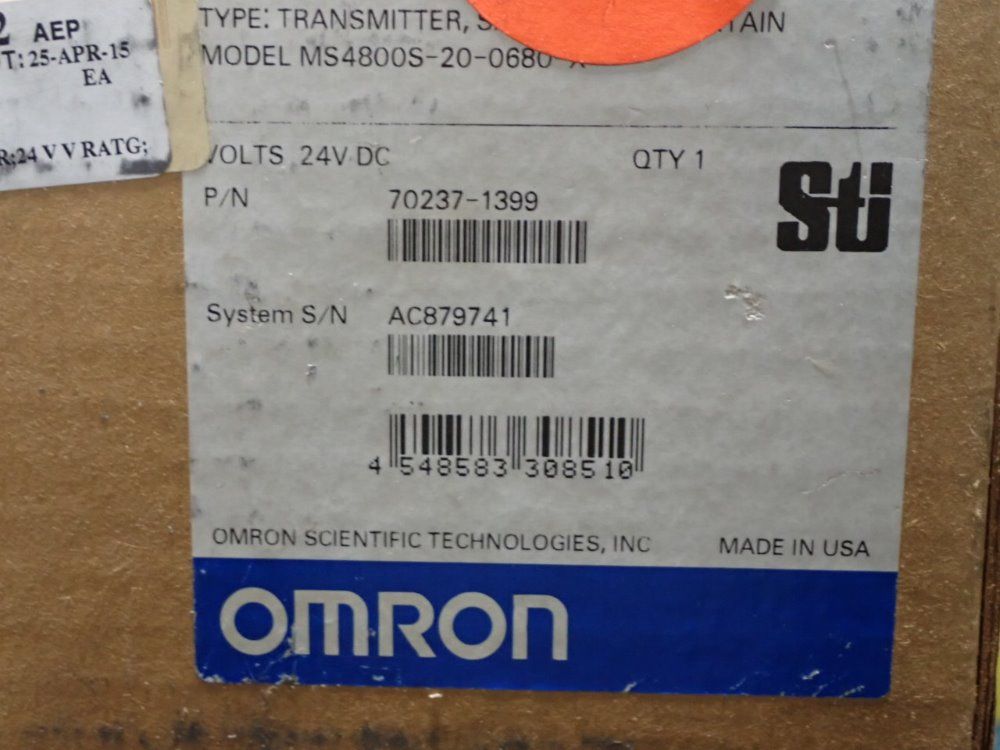 2 AEP
T: 25-APR-15
EA
R:24 V V RATG;
TYPE: TRANSMITTER,
MODEL MS4800S-20-0680
VOLTS 24V DC
QTY 1
P/N 70237-1399
Sti
System S/N AC879741
4 548583 308510
OMRON SCIENTIFIC TECHNOLOGIES, INC
MADE IN USA
OMRON